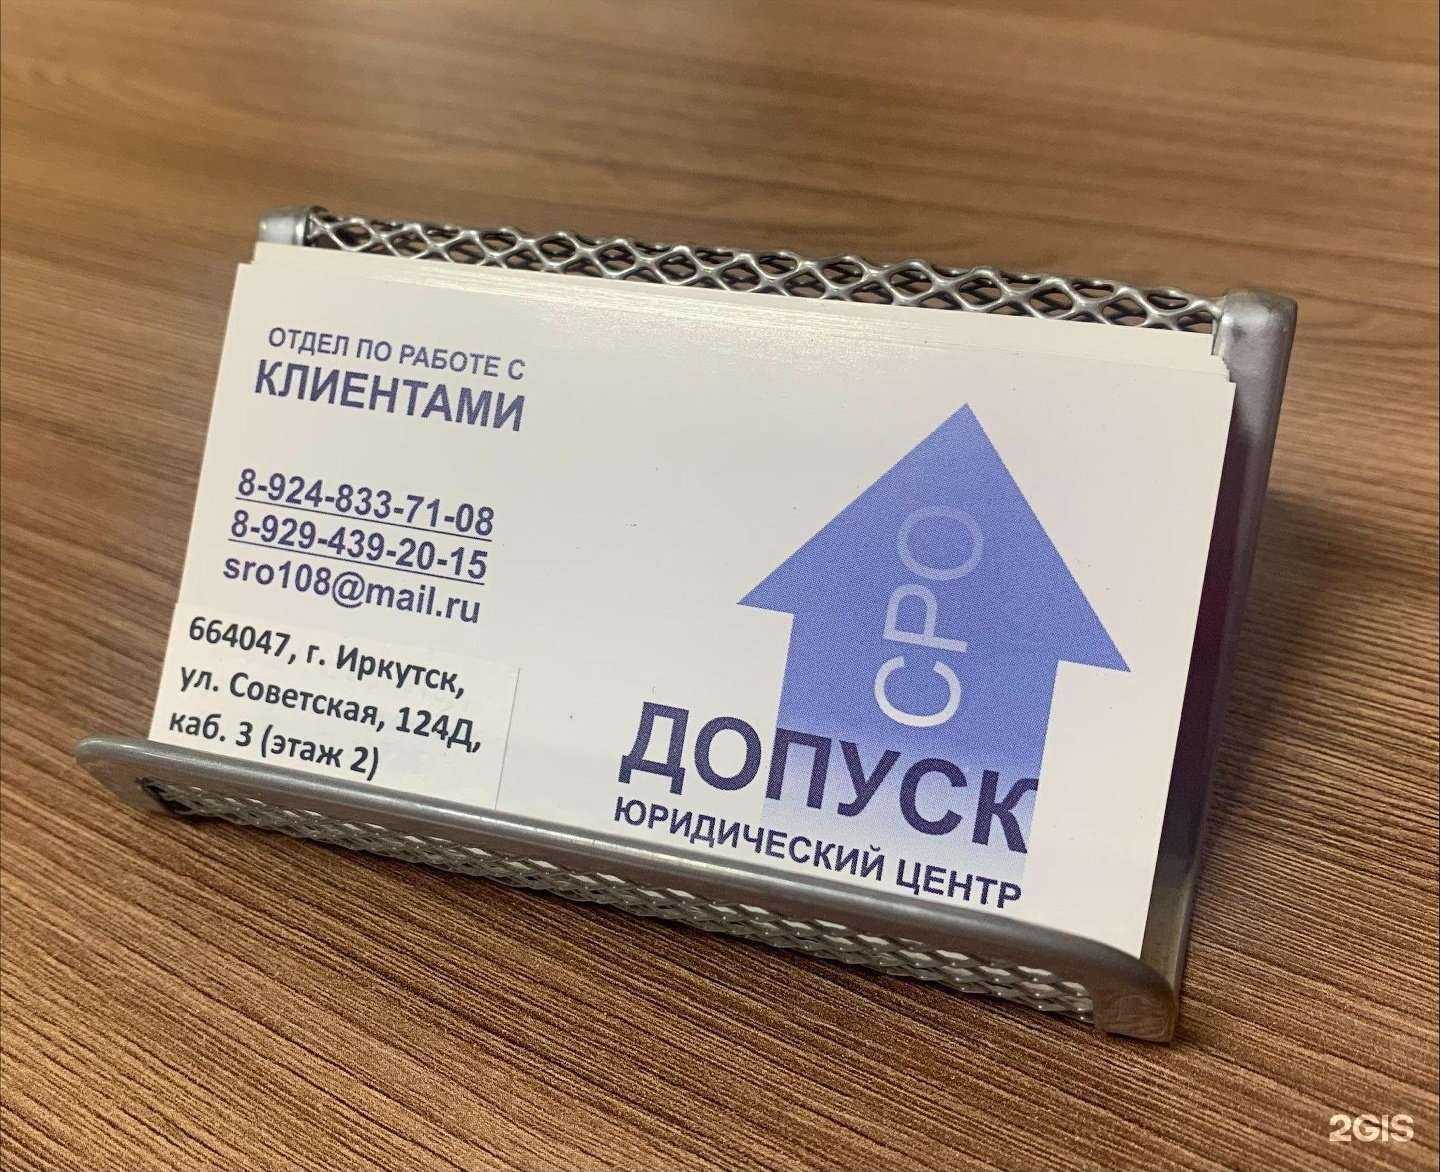 ОТДЕЛ ПО РАБОТЕ С
КЛИЕНТАМИ
8-924-833-71-08
8-929-439-20-15
sro108@mail.ru
664047, г. Иркутск,
ул. Советская, 124Д,
каб. 3 (этаж 2)
СРО
ДОПУСК
ЮРИДИЧЕСКИЙ ЦЕНТР
2GIS